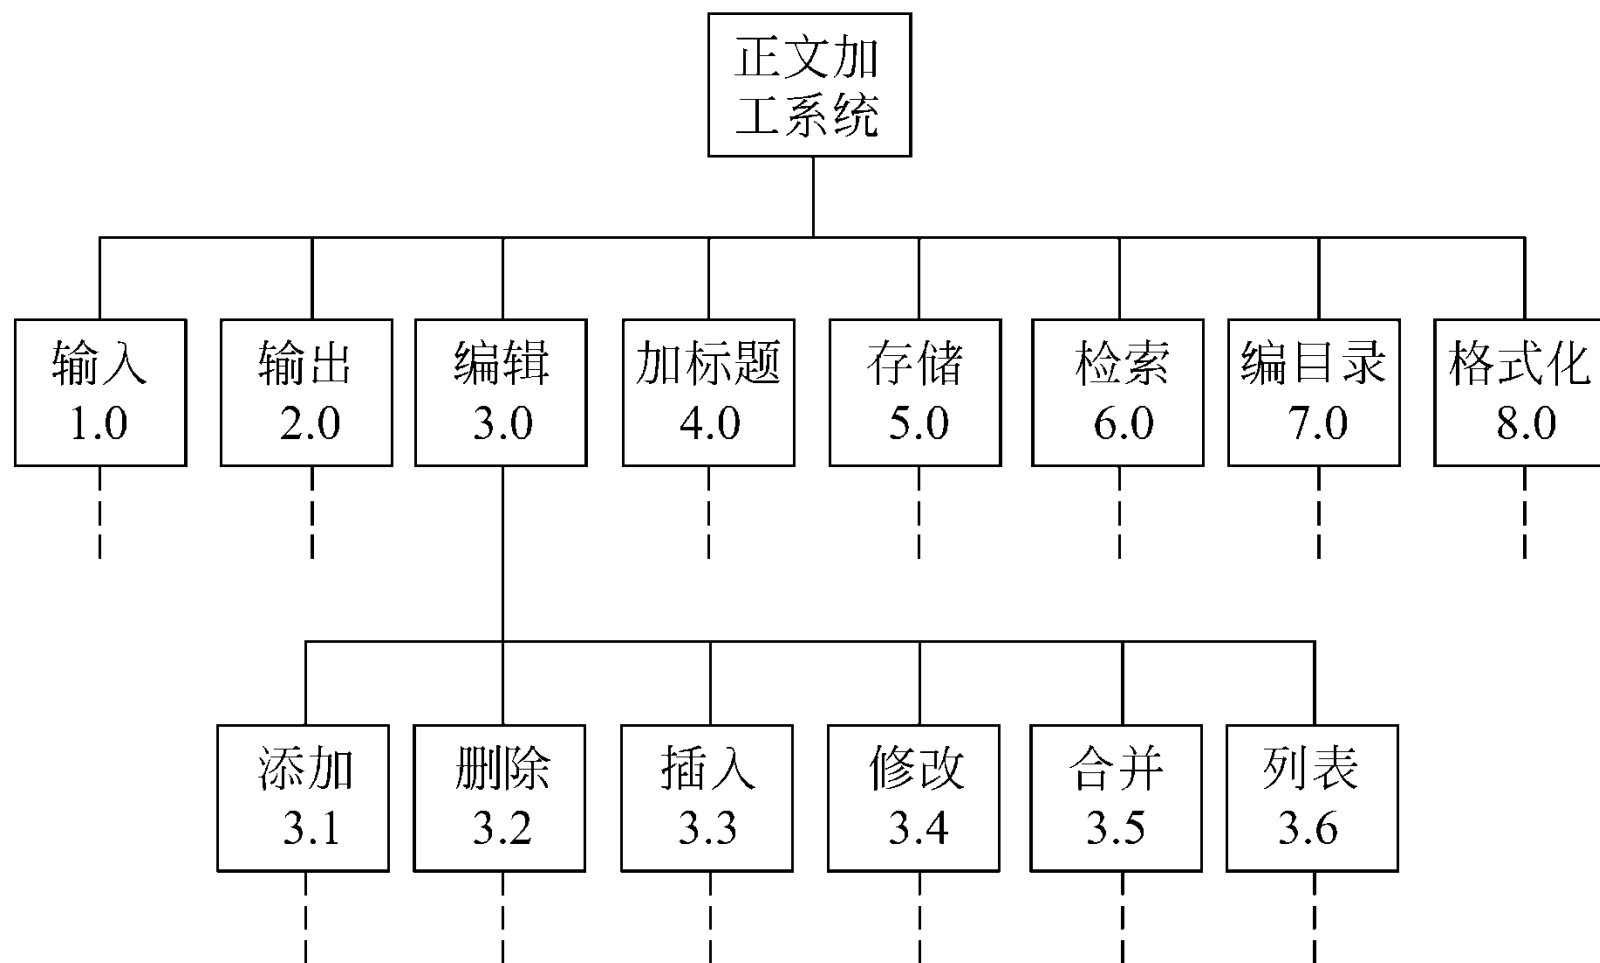 正文加
工系统
输入
1.0
输出
2.0
编辑
3.0
加标题
4.0
存储
5.0
检索
6.0
编目录
7.0
格式化
8.0
添加
3.1
删除
3.2
插入
3.3
修改
3.4
合并
3.5
列表
3.6